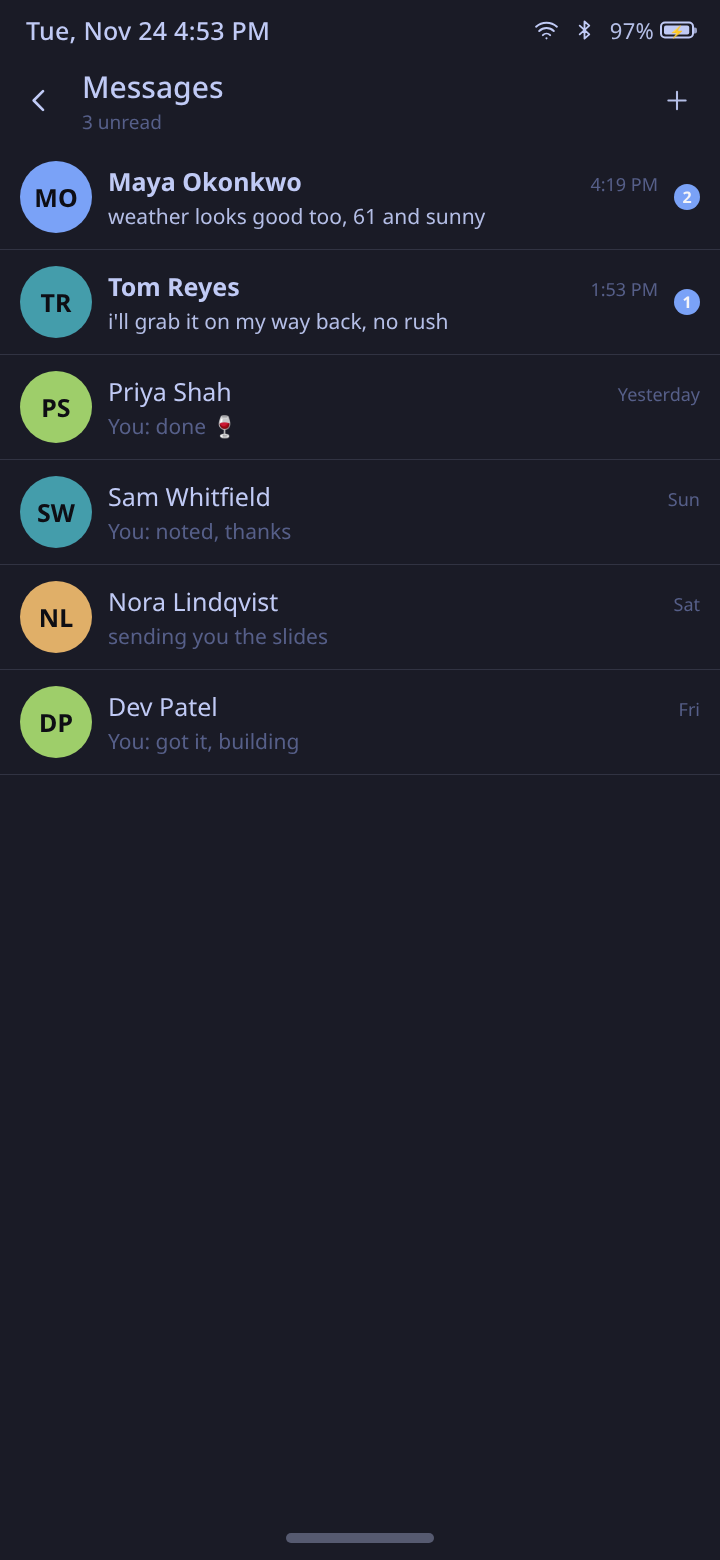 Tue, Nov 24 4:53 PM 97%
Messages
3 unread
MO
Maya Okonkwo
4:19 PM
weather looks good too, 61 and sunny
2
TR
Tom Reyes
1:53 PM
i'll grab it on my way back, no rush
1
PS
Priya Shah
Yesterday
You: done 🍷
SW
Sam Whitfield
Sun
You: noted, thanks
NL
Nora Lindqvist
Sat
sending you the slides
DP
Dev Patel
Fri
You: got it, building